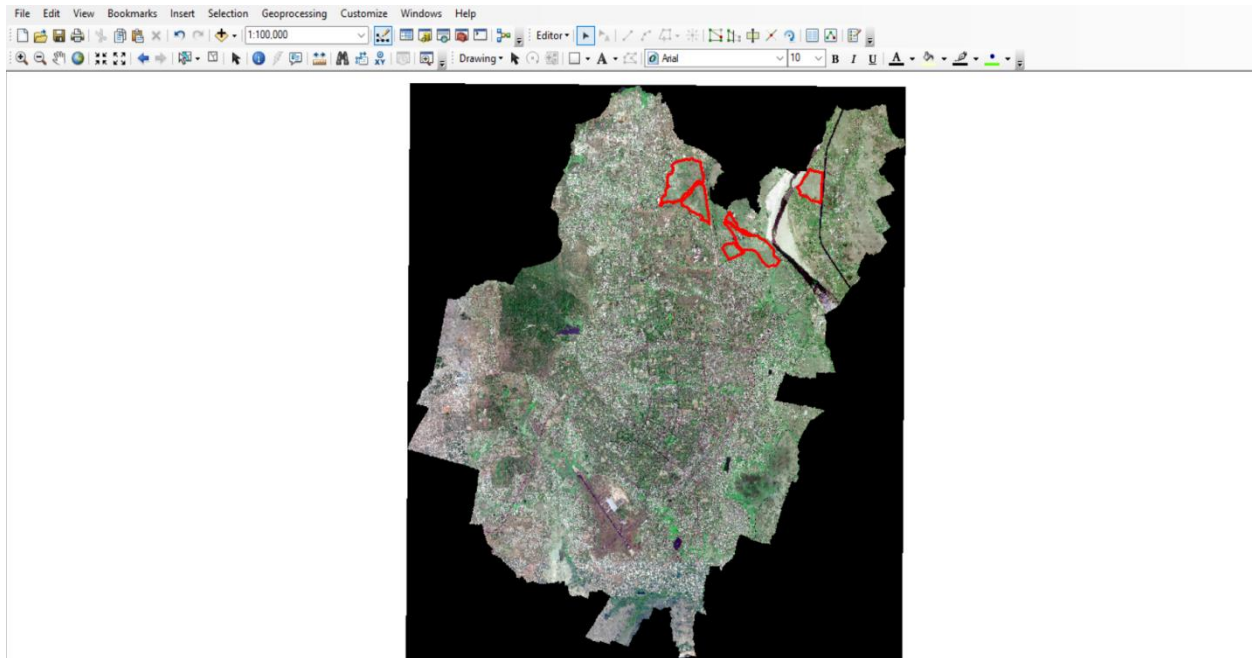 File Edit View Bookmarks Insert Selection Geoprocessing Customize Windows Help
1:100,000 Editor
Drawing A Arial 10 B I U A